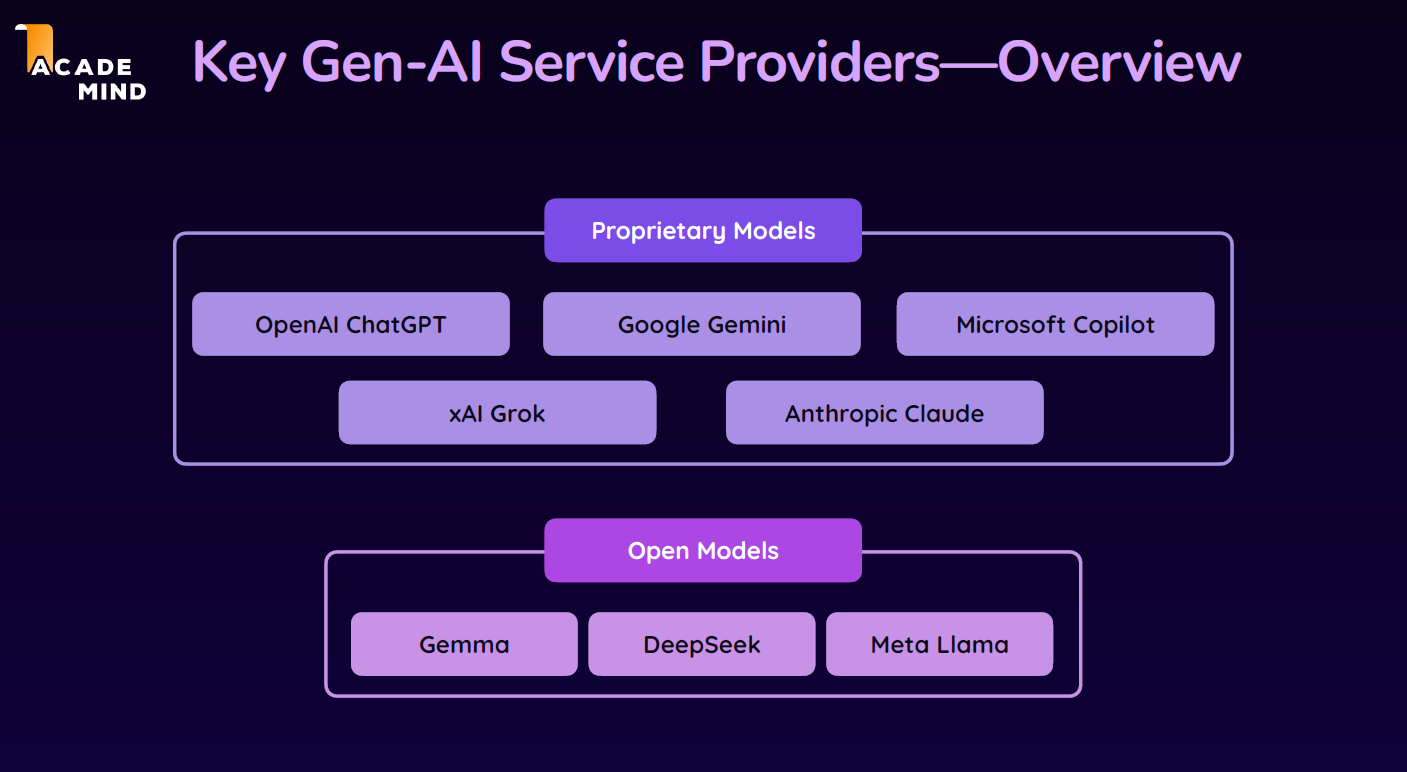 ACADE
MIND
Key Gen-AI Service Providers—Overview
Proprietary Models
OpenAI ChatGPT
Google Gemini
Microsoft Copilot
xAI Grok
Anthropic Claude
Open Models
Gemma
DeepSeek
Meta Llama